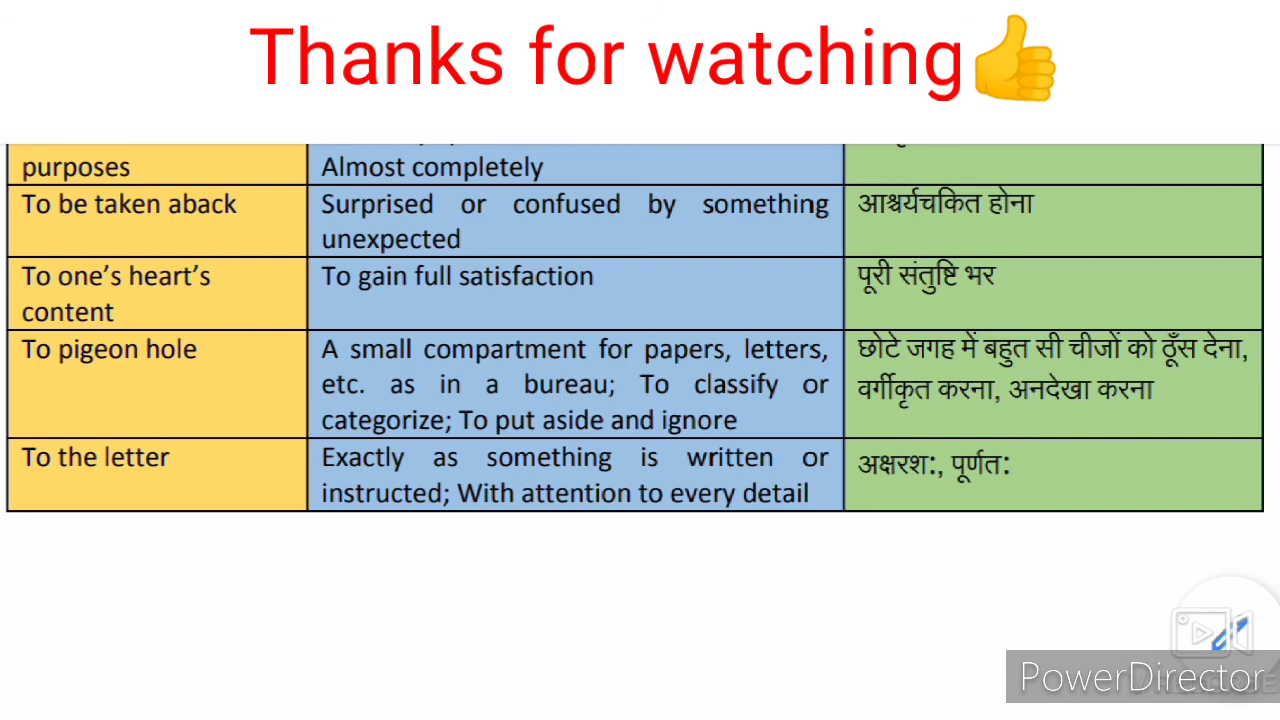 Thanks for watching👍
purposes
Almost completely
To be taken aback
Surprised or confused by something
unexpected
आश्चर्यचकित होना
To one’s heart’s
content
To gain full satisfaction
पूरी संतुष्टि भर
To pigeon hole
A small compartment for papers, letters,
etc. as in a bureau; To classify or
categorize; To put aside and ignore
छोटे जगह में बहुत सी चीजों को ठूँस देना,
वर्गीकृत करना, अनदेखा करना
To the letter
Exactly as something is written or
instructed; With attention to every detail
अक्षरश:, पूर्णत:
PowerDirector